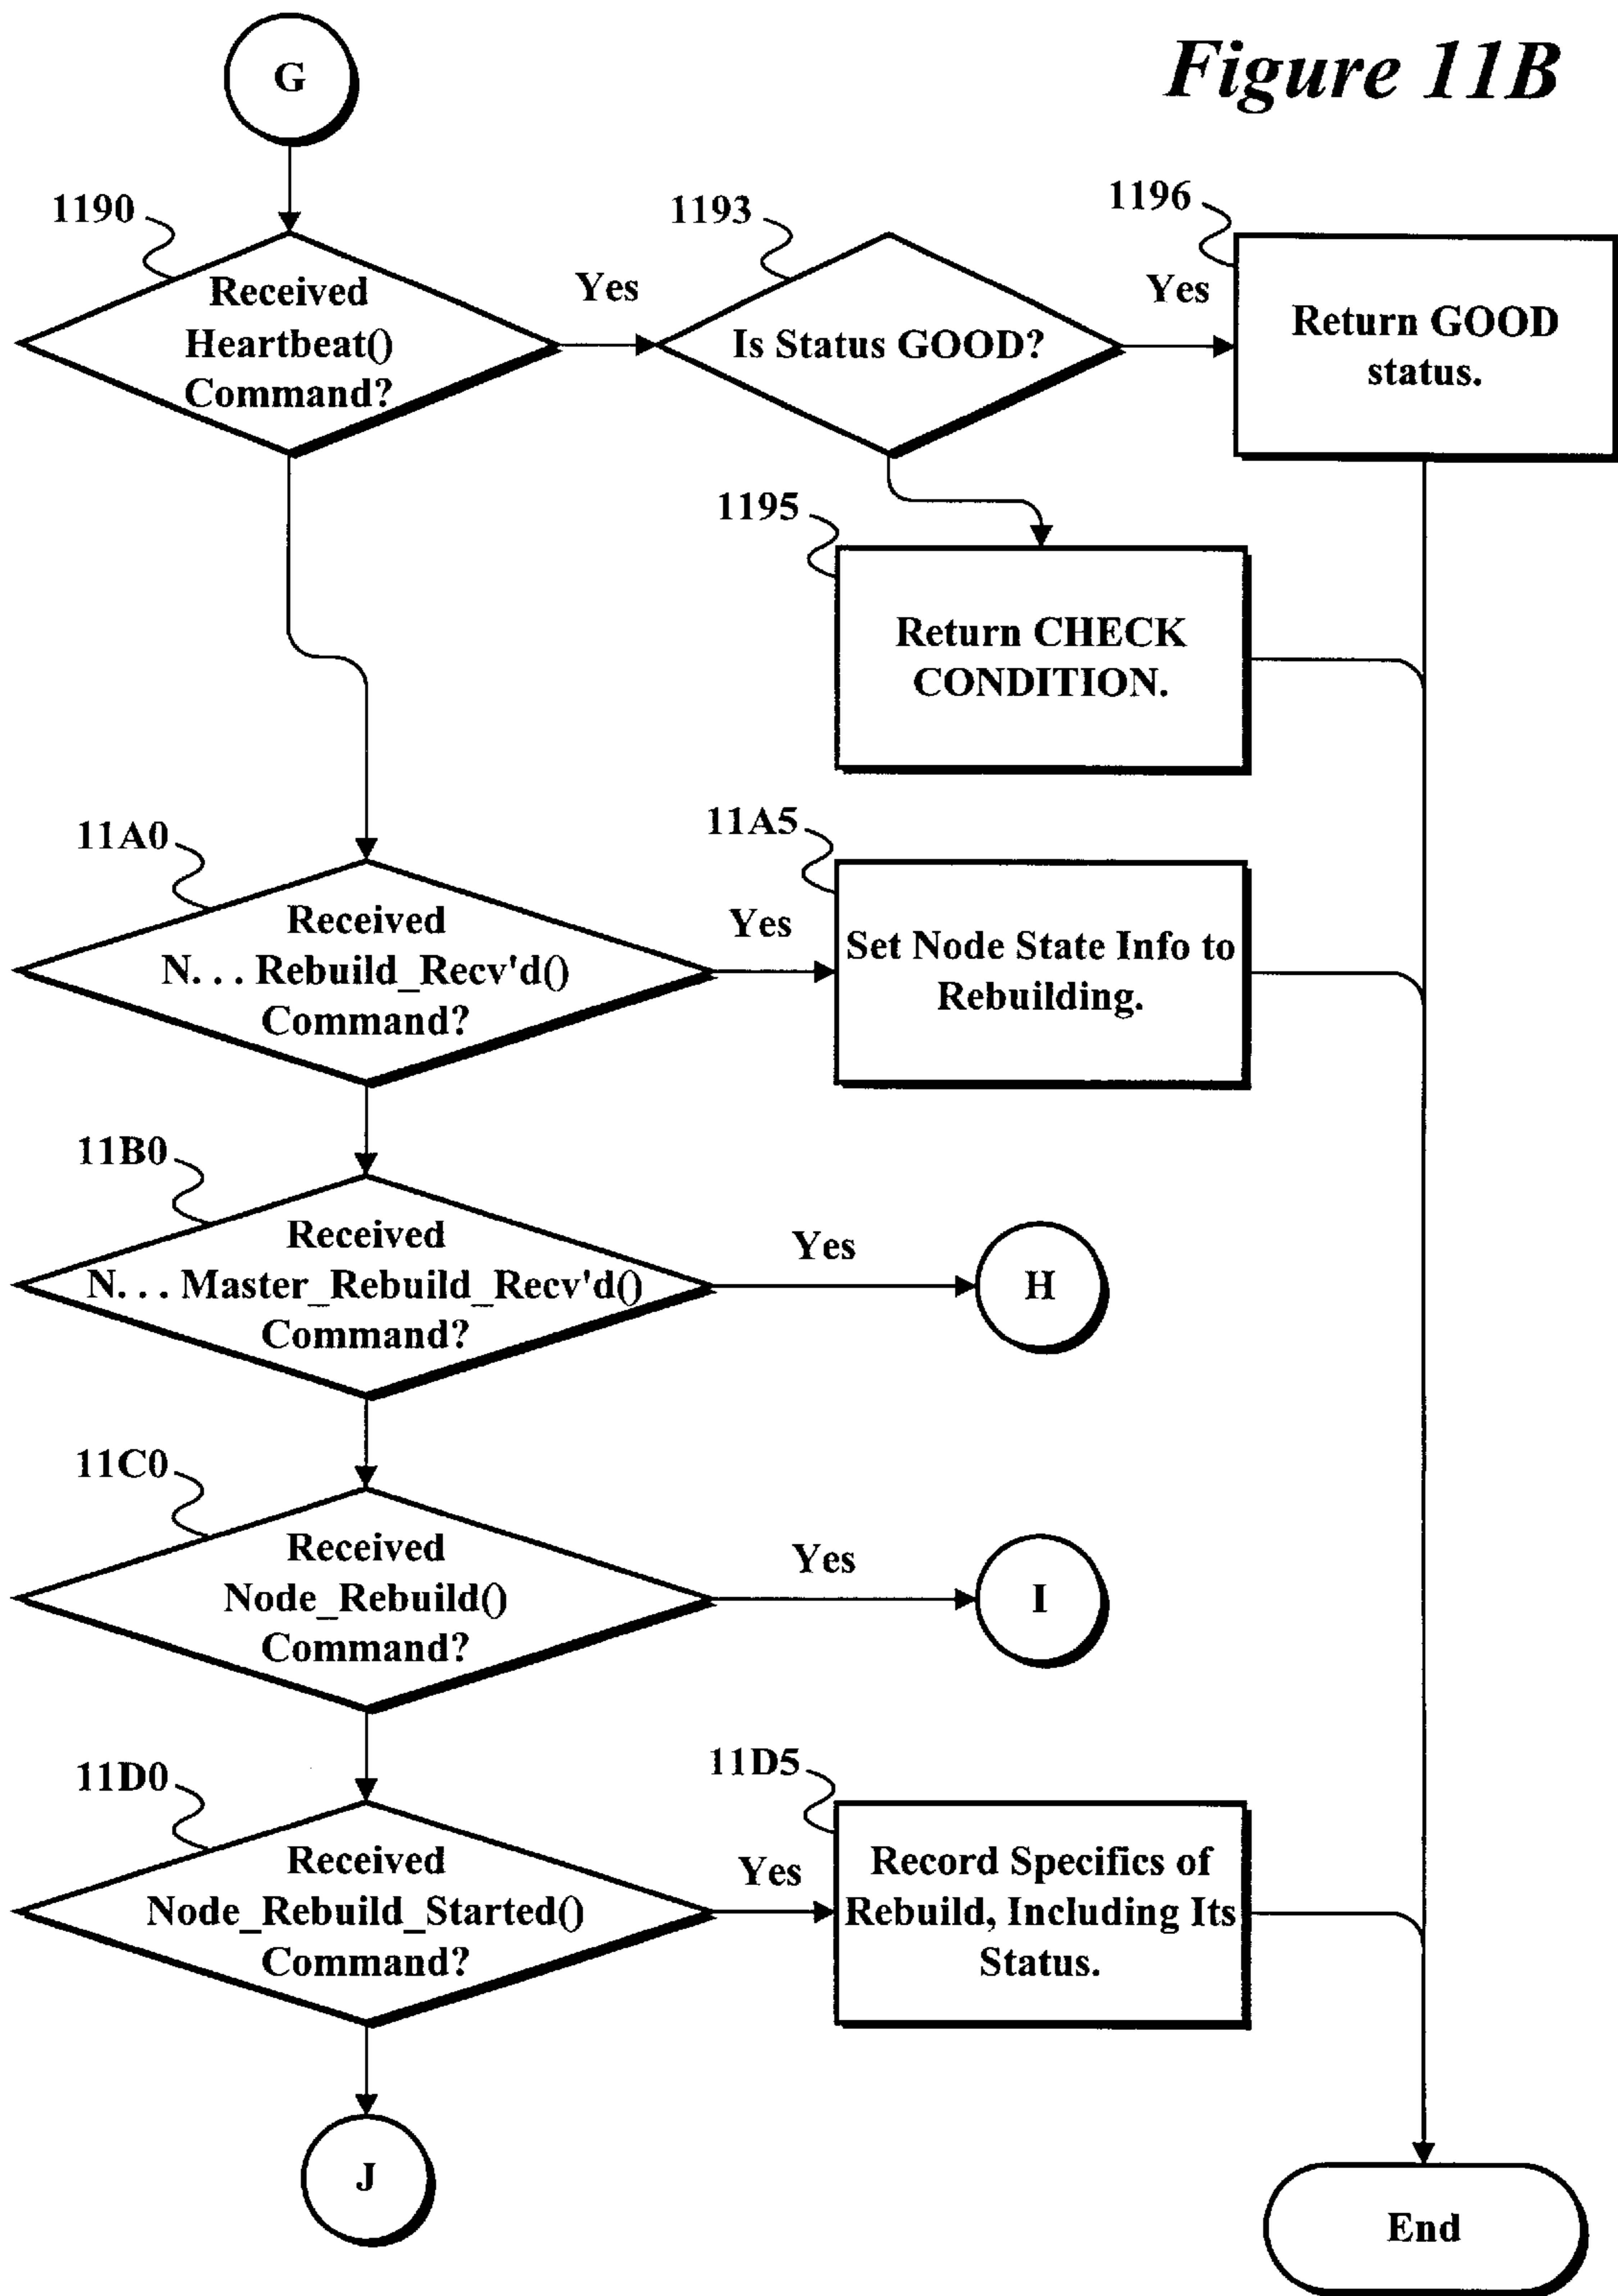 Figure 11B
G
1190
1193
1196
Received
Heartbeat()
Command?
Yes
Is Status GOOD?
Yes
Return GOOD
status.
1195
Return CHECK
CONDITION.
11A0
11A5
Received
N. . . Rebuild_Recv'd()
Command?
Yes
Set Node State Info to
Rebuilding.
11B0
Received
N. . . Master_Rebuild_Recv'd()
Command?
Yes
H
11C0
Received
Node_Rebuild()
Command?
Yes
I
11D0
11D5
Received
Node_Rebuild_Started()
Command?
Yes
Record Specifics of
Rebuild, Including Its
Status.
J
End